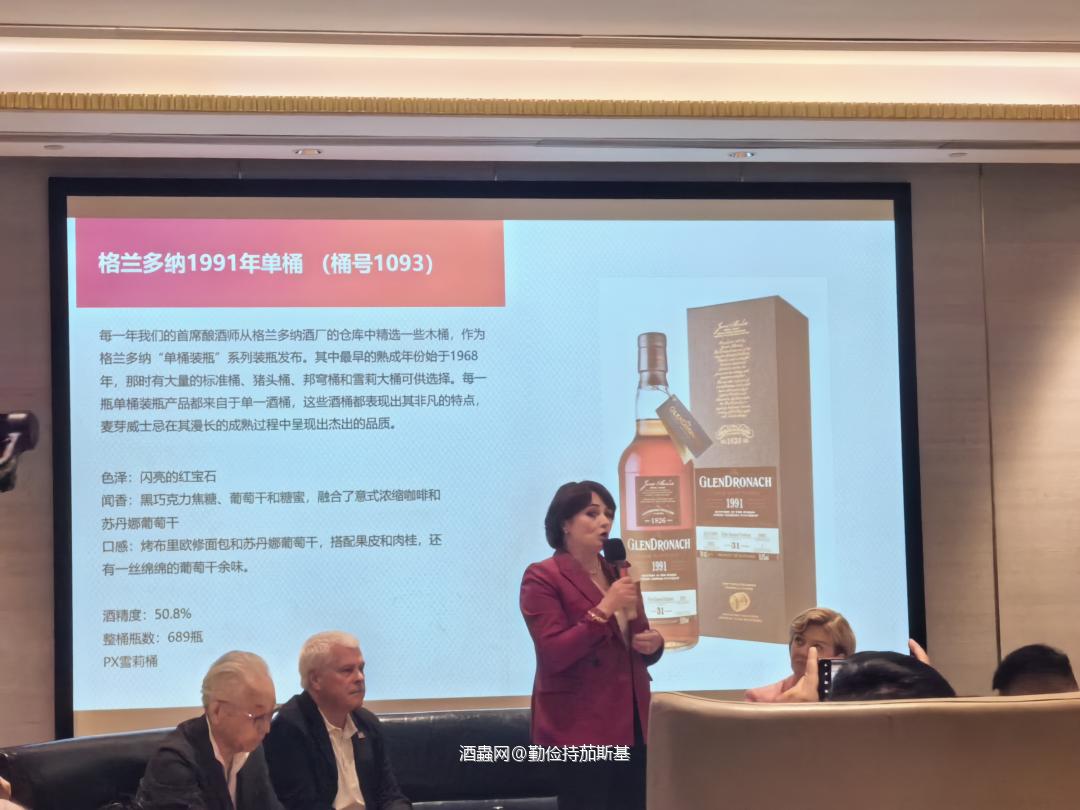 格兰多纳1991年单桶 （桶号1093）
每一年我们的首席酿酒师从格兰多纳酒厂的仓库中精选一些木桶，作为
格兰多纳“单桶装瓶”系列装瓶发布。其中最早的熟成年份始于1968
年，那时有大量的标准桶、猪头桶、邦穹桶和雪莉大桶可供选择。每一
瓶单桶装瓶产品都来自于单一酒桶，这些酒桶都表现出其非凡的特点，
麦芽威士忌在其漫长的成熟过程中呈现出杰出的品质。
色泽：闪亮的红宝石
闻香：黑巧克力焦糖、葡萄干和糖蜜，融合了意式浓缩咖啡和
苏丹娜葡萄干
口感：烤布里欧修面包和苏丹娜葡萄干，搭配果皮和肉桂，还
有一丝绵绵的葡萄干余味。
酒精度：50.8%
整桶瓶数：689瓶
PX雪莉桶
1826
GLENDRONACH
1991
31
1826
GLENDRONACH
1991
31
酒蟲网@勤俭持茄斯基